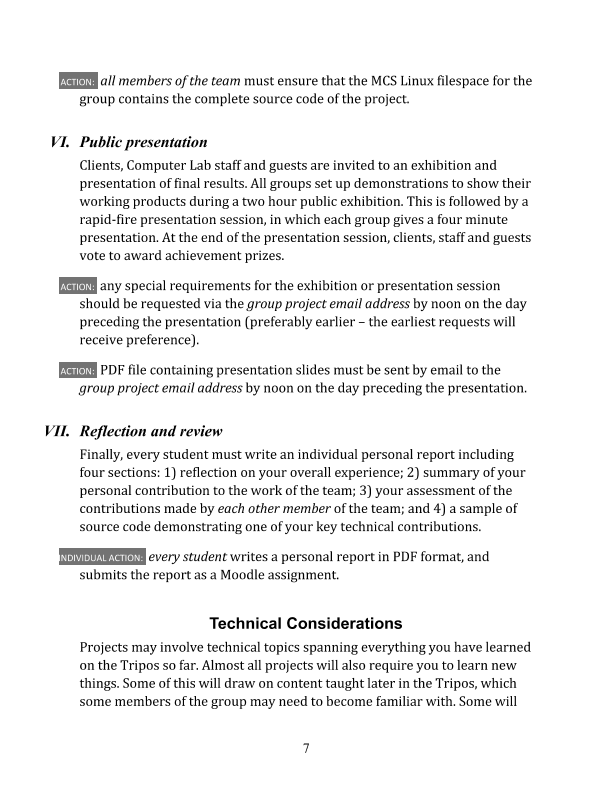 ACTION: all members of the team must ensure that the MCS Linux filespace for the
group contains the complete source code of the project.
VI. Public presentation
Clients, Computer Lab staff and guests are invited to an exhibition and
presentation of final results. All groups set up demonstrations to show their
working products during a two hour public exhibition. This is followed by a
rapid-fire presentation session, in which each group gives a four minute
presentation. At the end of the presentation session, clients, staff and guests
vote to award achievement prizes.
ACTION: any special requirements for the exhibition or presentation session
should be requested via the group project email address by noon on the day
preceding the presentation (preferably earlier – the earliest requests will
receive preference).
ACTION: PDF file containing presentation slides must be sent by email to the
group project email address by noon on the day preceding the presentation.
VII. Reflection and review
Finally, every student must write an individual personal report including
four sections: 1) reflection on your overall experience; 2) summary of your
personal contribution to the work of the team; 3) your assessment of the
contributions made by each other member of the team; and 4) a sample of
source code demonstrating one of your key technical contributions.
INDIVIDUAL ACTION: every student writes a personal report in PDF format, and
submits the report as a Moodle assignment.
Technical Considerations
Projects may involve technical topics spanning everything you have learned
on the Tripos so far. Almost all projects will also require you to learn new
things. Some of this will draw on content taught later in the Tripos, which
some members of the group may need to become familiar with. Some will
7